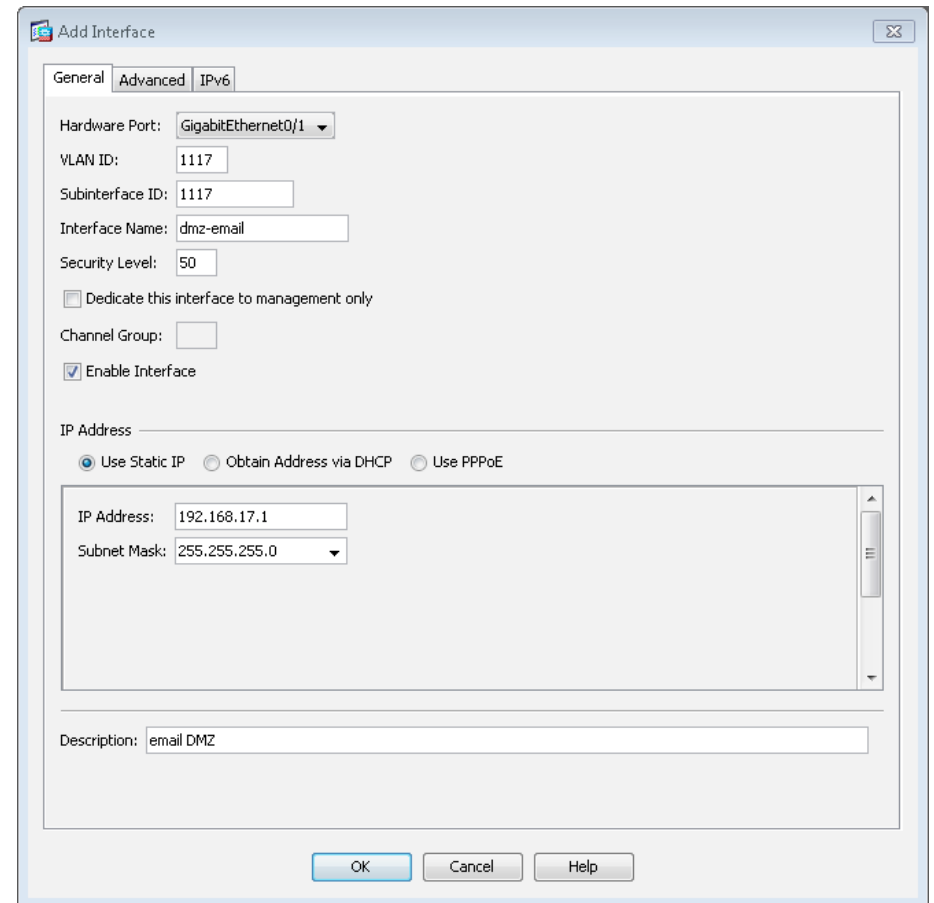 Add Interface
General Advanced IPv6
Hardware Port: GigabitEthernet0/1
VLAN ID: 1117
Subinterface ID: 1117
Interface Name: dmz-email
Security Level: 50
Dedicate this interface to management only
Channel Group:
Enable Interface
IP Address
Use Static IP Obtain Address via DHCP Use PPPoE
IP Address: 192.168.17.1
Subnet Mask: 255.255.255.0
Description: email DMZ
OK Cancel Help